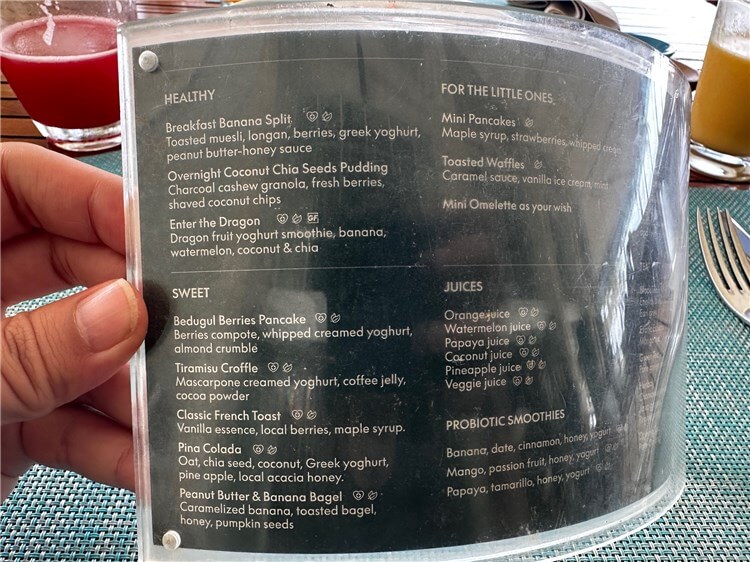 HEALTHY
Breakfast Banana Split
Toasted muesli, longan, berries, greek yoghurt,
peanut butter-honey sauce
Overnight Coconut Chia Seeds Pudding
Charcoal cashew granola, fresh berries,
shaved coconut chips
Enter the Dragon GF
Dragon fruit yoghurt smoothie, banana,
watermelon, coconut & chia
SWEET
Bedugul Berries Pancake
Berries compote, whipped creamed yoghurt,
almond crumble
Tiramisu Croffle
Mascarpone creamed yoghurt, coffee jelly,
cocoa powder
Classic French Toast
Vanilla essence, local berries, maple syrup.
Pina Colada
Oat, chia seed, coconut, Greek yoghurt,
pine apple, local acacia honey.
Peanut Butter & Banana Bagel
Caramelized banana, toasted bagel,
honey, pumpkin seeds
FOR THE LITTLE ONES
Mini Pancakes
Maple syrup, strawberries, whipped cream
Toasted Waffles
Caramel sauce, vanilla ice cream, mint
Mini Omelette as your wish
JUICES
Orange juice
Watermelon juice
Papaya juice
Coconut juice
Pineapple juice
Veggie juice
PROBIOTIC SMOOTHIES
Banana, date, cinnamon, honey, yogurt
Mango, passion fruit, honey, yogurt
Papaya, tamarillo, honey, yogurt